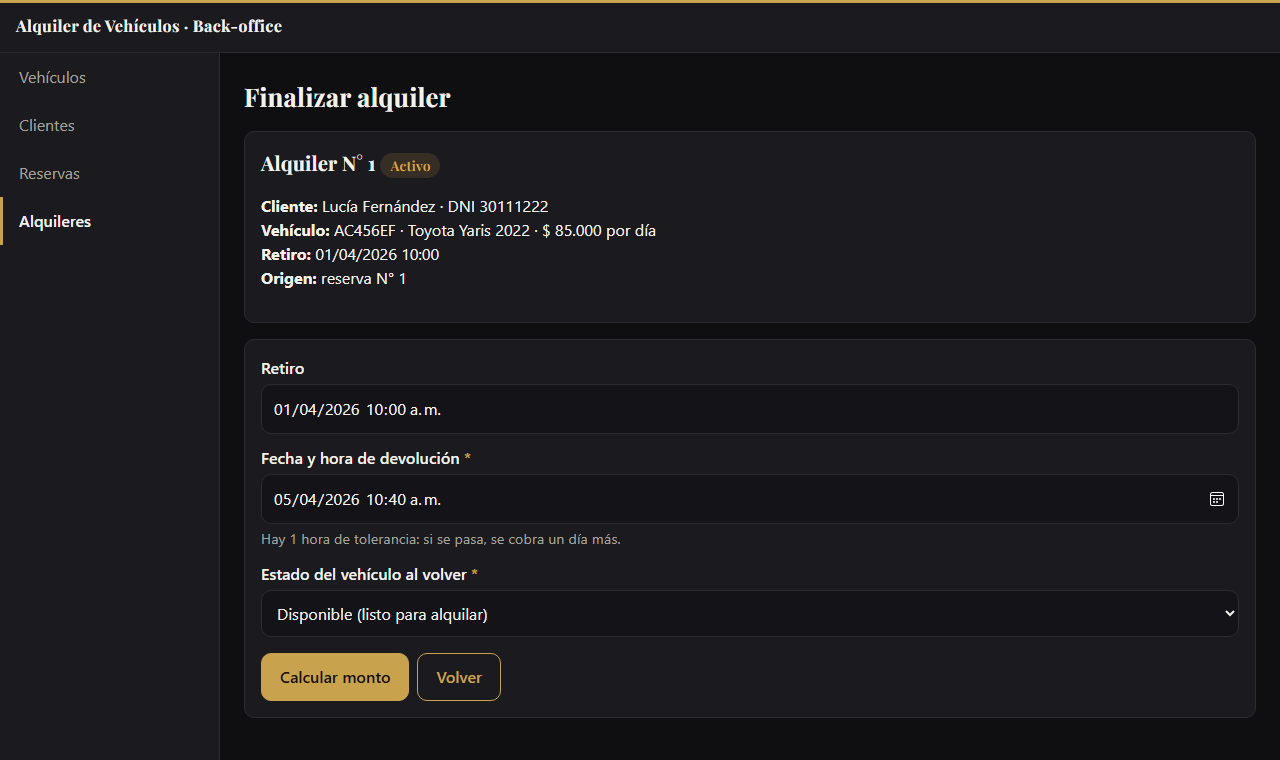 Alquiler de Vehículos · Back-office
Vehículos
Clientes
Reservas
Alquileres
Finalizar alquiler
Alquiler N° 1 Activo
Cliente: Lucía Fernández · DNI 30111222
Vehículo: AC456EF · Toyota Yaris 2022 · $ 85.000 por día
Retiro: 01/04/2026 10:00
Origen: reserva N° 1
Retiro
01/04/2026 10:00 a.m.
Fecha y hora de devolución *
05/04/2026 10:40 a.m.
Hay 1 hora de tolerancia: si se pasa, se cobra un día más.
Estado del vehículo al volver *
Disponible (listo para alquilar)
Calcular monto Volver